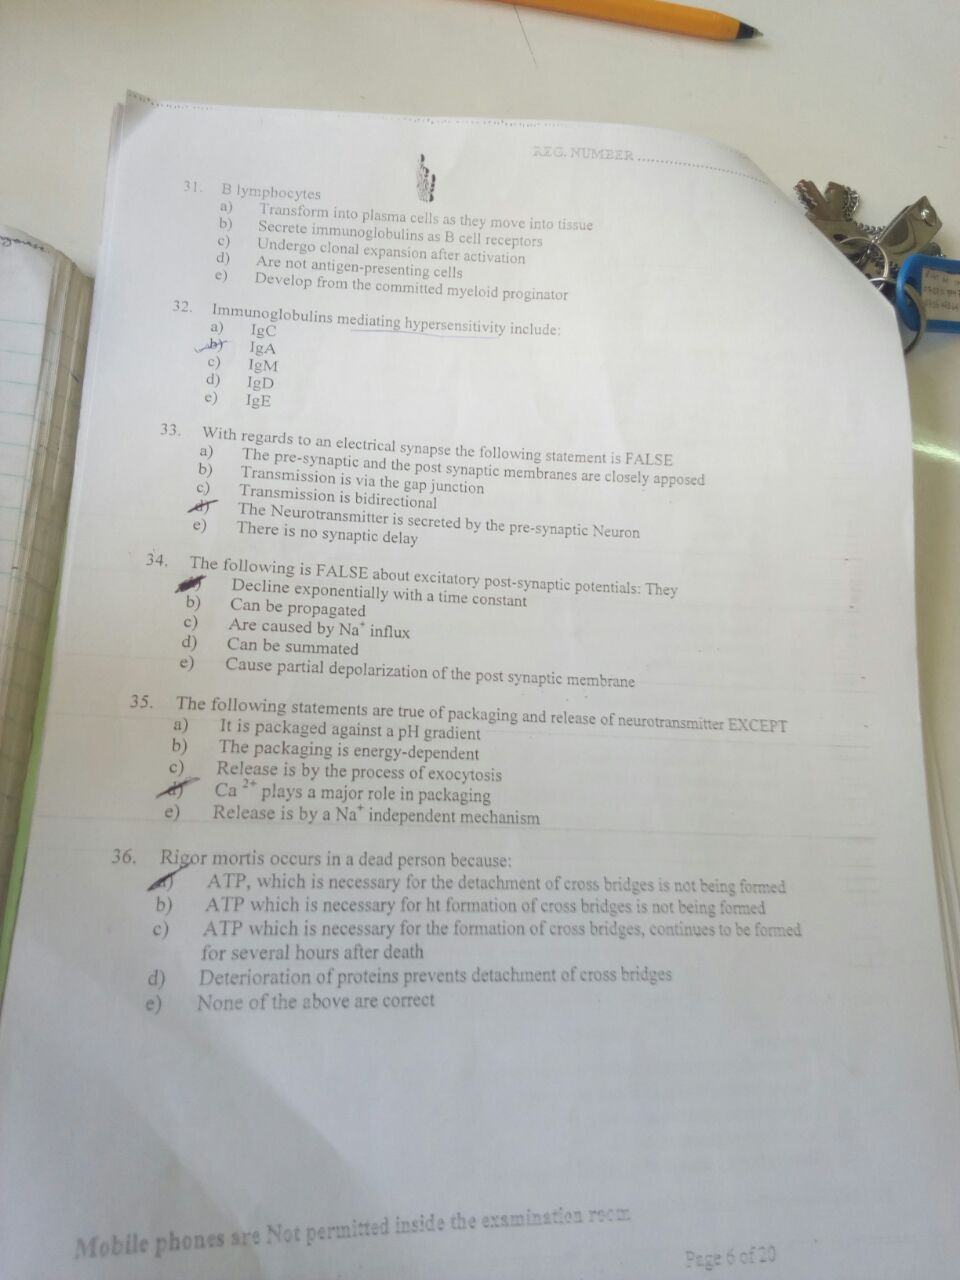 REG. NUMBER ..........................
31. B lymphocytes
a) Transform into plasma cells as they move into tissue
b) Secrete immunoglobulins as B cell receptors
c) Undergo clonal expansion after activation
d) Are not antigen-presenting cells
e) Develop from the committed myeloid proginator
32. Immunoglobulins mediating hypersensitivity include:
a) IgC
b) IgA
c) IgM
d) IgD
e) IgE
33. With regards to an electrical synapse the following statement is FALSE
a) The pre-synaptic and the post synaptic membranes are closely apposed
b) Transmission is via the gap junction
c) Transmission is bidirectional
d) The Neurotransmitter is secreted by the pre-synaptic Neuron
e) There is no synaptic delay
34. The following is FALSE about excitatory post-synaptic potentials: They
a) Decline exponentially with a time constant
b) Can be propagated
c) Are caused by Na⁺ influx
d) Can be summated
e) Cause partial depolarization of the post synaptic membrane
35. The following statements are true of packaging and release of neurotransmitter EXCEPT
a) It is packaged against a pH gradient
b) The packaging is energy-dependent
c) Release is by the process of exocytosis
d) Ca ²⁺ plays a major role in packaging
e) Release is by a Na⁺ independent mechanism
36. Rigor mortis occurs in a dead person because:
a) ATP, which is necessary for the detachment of cross bridges is not being formed
b) ATP which is necessary for ht formation of cross bridges is not being formed
c) ATP which is necessary for the formation of cross bridges, continues to be formed
for several hours after death
d) Deterioration of proteins prevents detachment of cross bridges
e) None of the above are correct
Mobile phones are Not permitted inside the examination room
Page 6 of 20